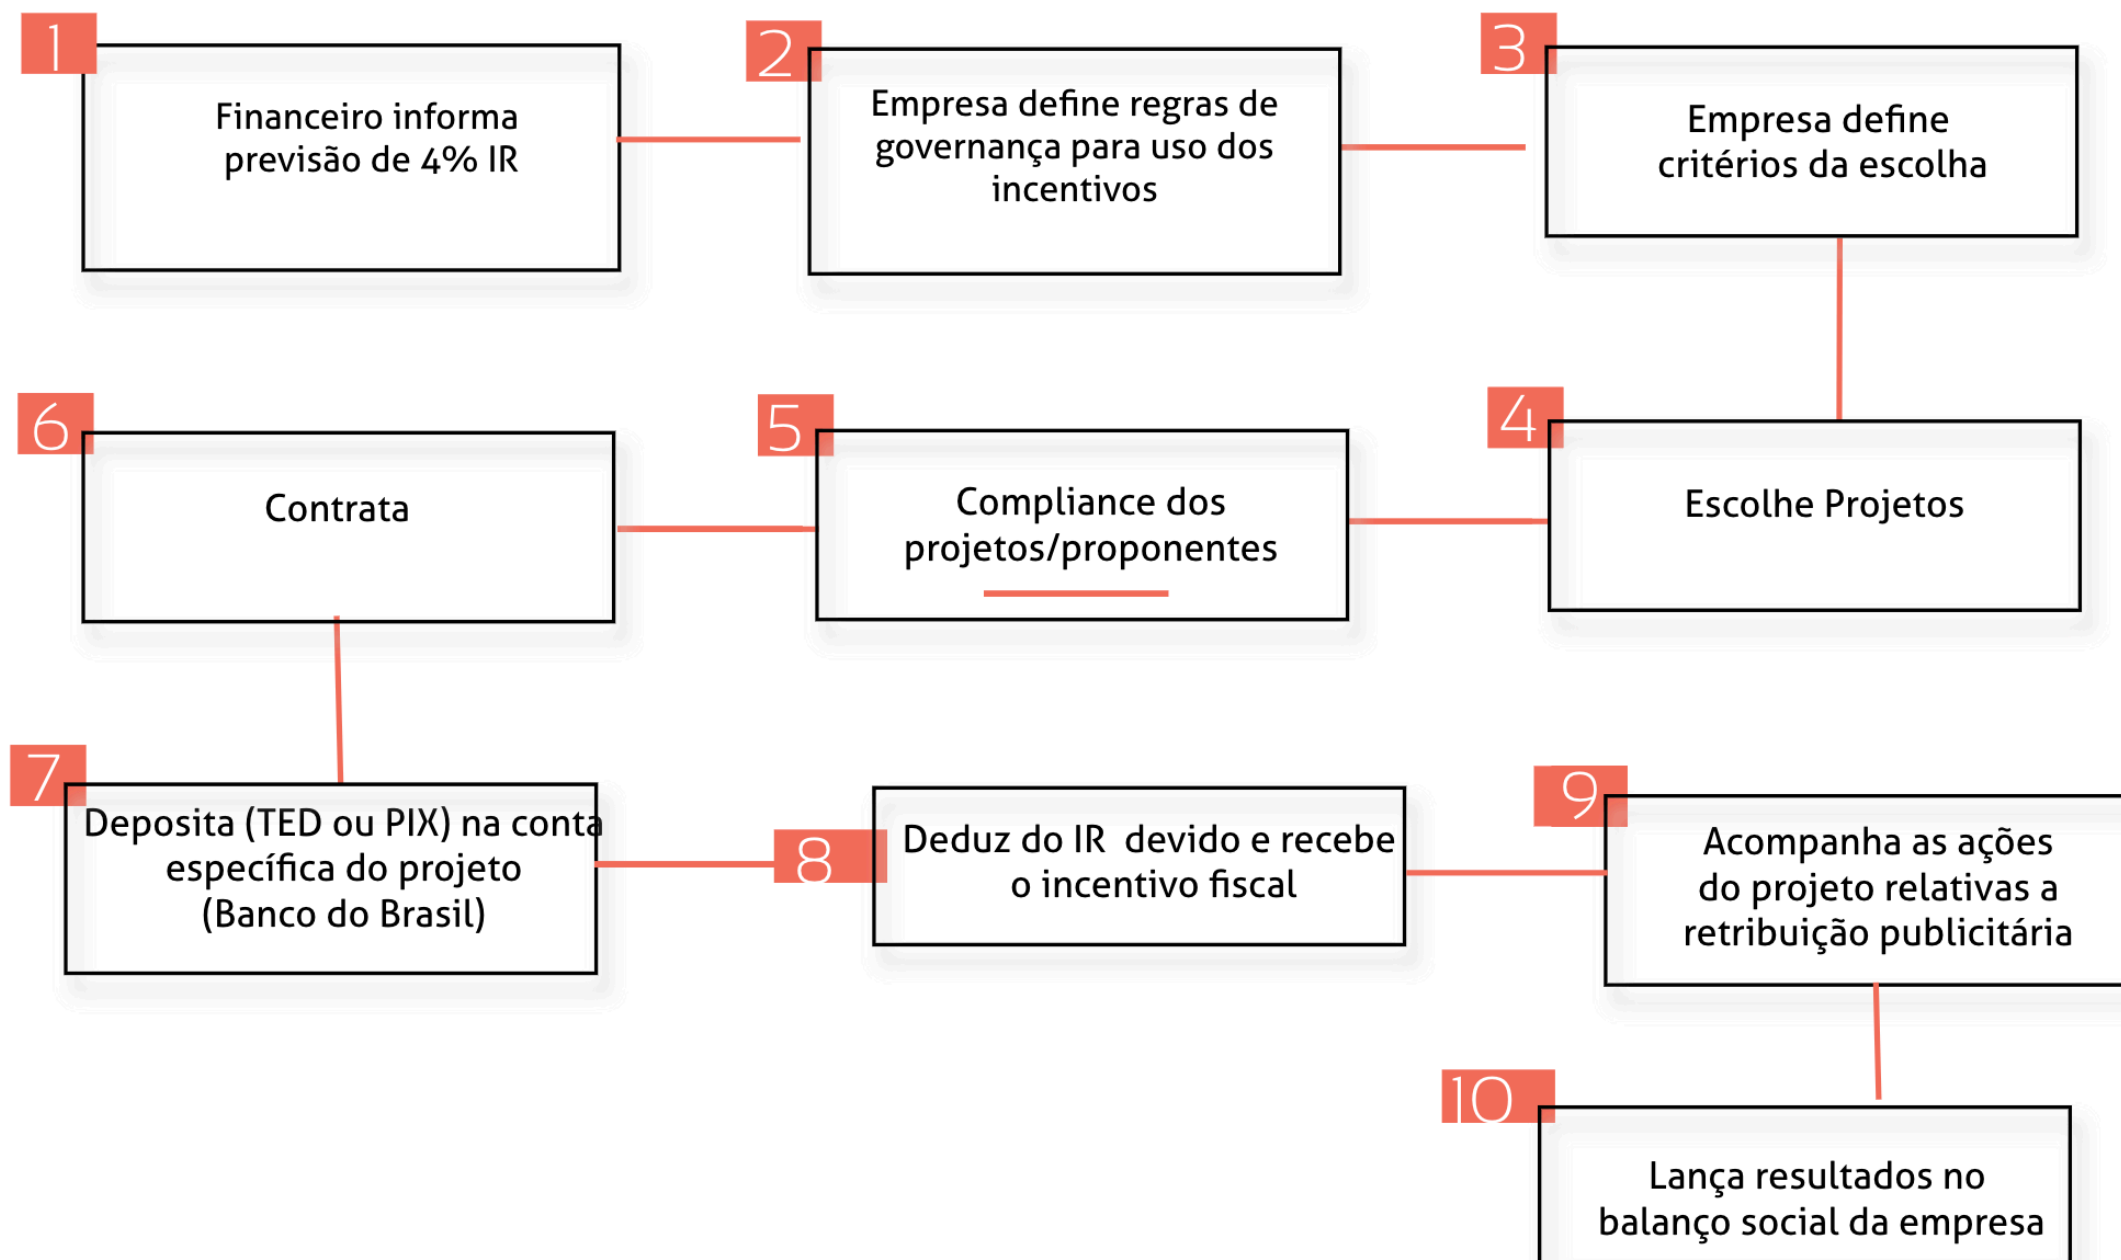 1
Financeiro informa
previsão de 4% IR
2
Empresa define regras de
governança para uso dos
incentivos
3
Empresa define
critérios da escolha
4
Escolhe Projetos
5
Compliance dos
projetos/proponentes
6
Contrata
7
Deposita (TED ou PIX) na conta
específica do projeto
(Banco do Brasil)
8
Deduz do IR devido e recebe
o incentivo fiscal
9
Acompanha as ações
do projeto relativas a
retribuição publicitária
10
Lança resultados no
balanço social da empresa